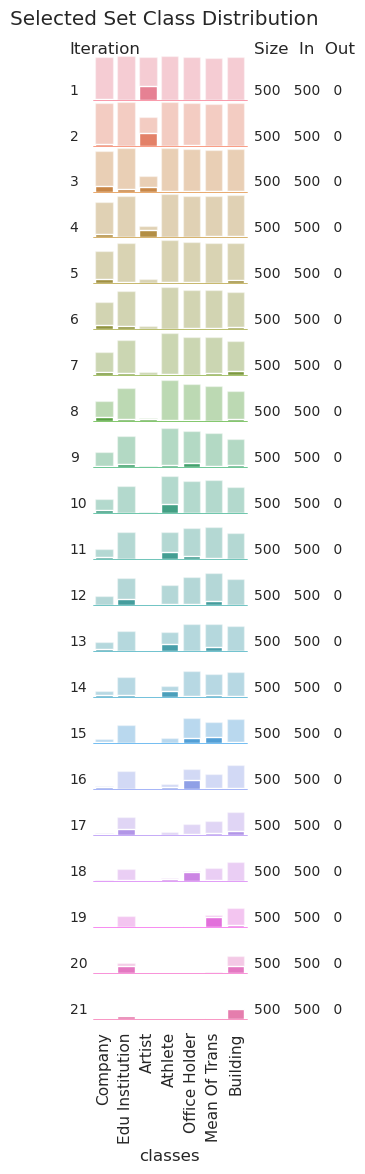 Selected Set Class Distribution
Iteration Size In Out
1 500 500 0
2 500 500 0
3 500 500 0
4 500 500 0
5 500 500 0
6 500 500 0
7 500 500 0
8 500 500 0
9 500 500 0
10 500 500 0
11 500 500 0
12 500 500 0
13 500 500 0
14 500 500 0
15 500 500 0
16 500 500 0
17 500 500 0
18 500 500 0
19 500 500 0
20 500 500 0
21 500 500 0
Company
Edu Institution
Artist
Athlete
Office Holder
Mean Of Trans
Building
classes